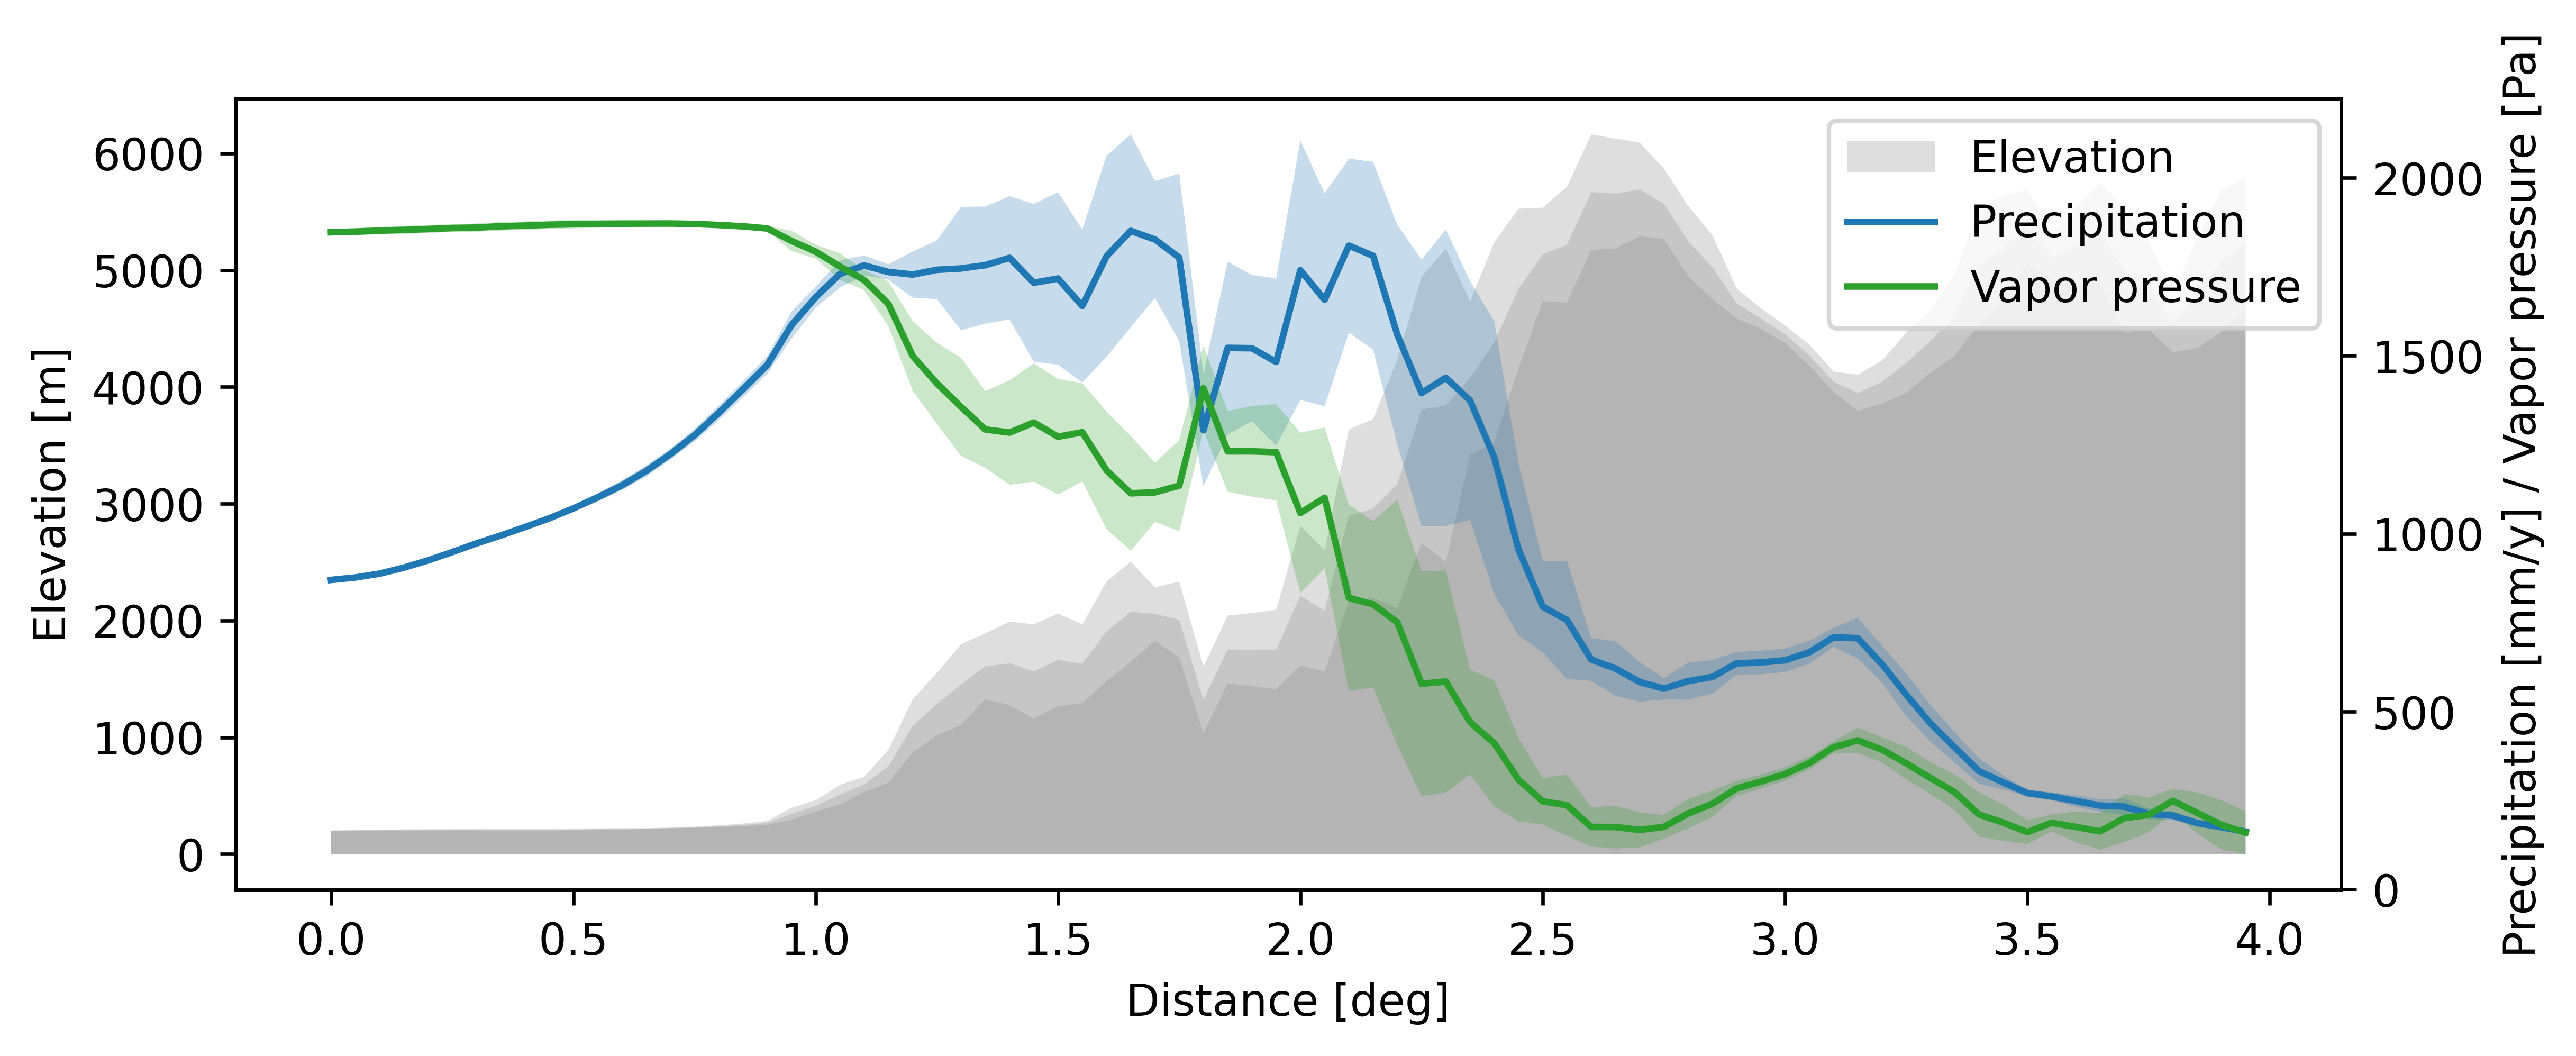 Elevation [m]
6000
5000
4000
3000
2000
1000
0
Elevation
Precipitation
Vapor pressure
2000
1500
1000
500
0
Precipitation [mm/y] / Vapor pressure [Pa]
0.0 0.5 1.0 1.5 2.0 2.5 3.0 3.5 4.0
Distance [deg]